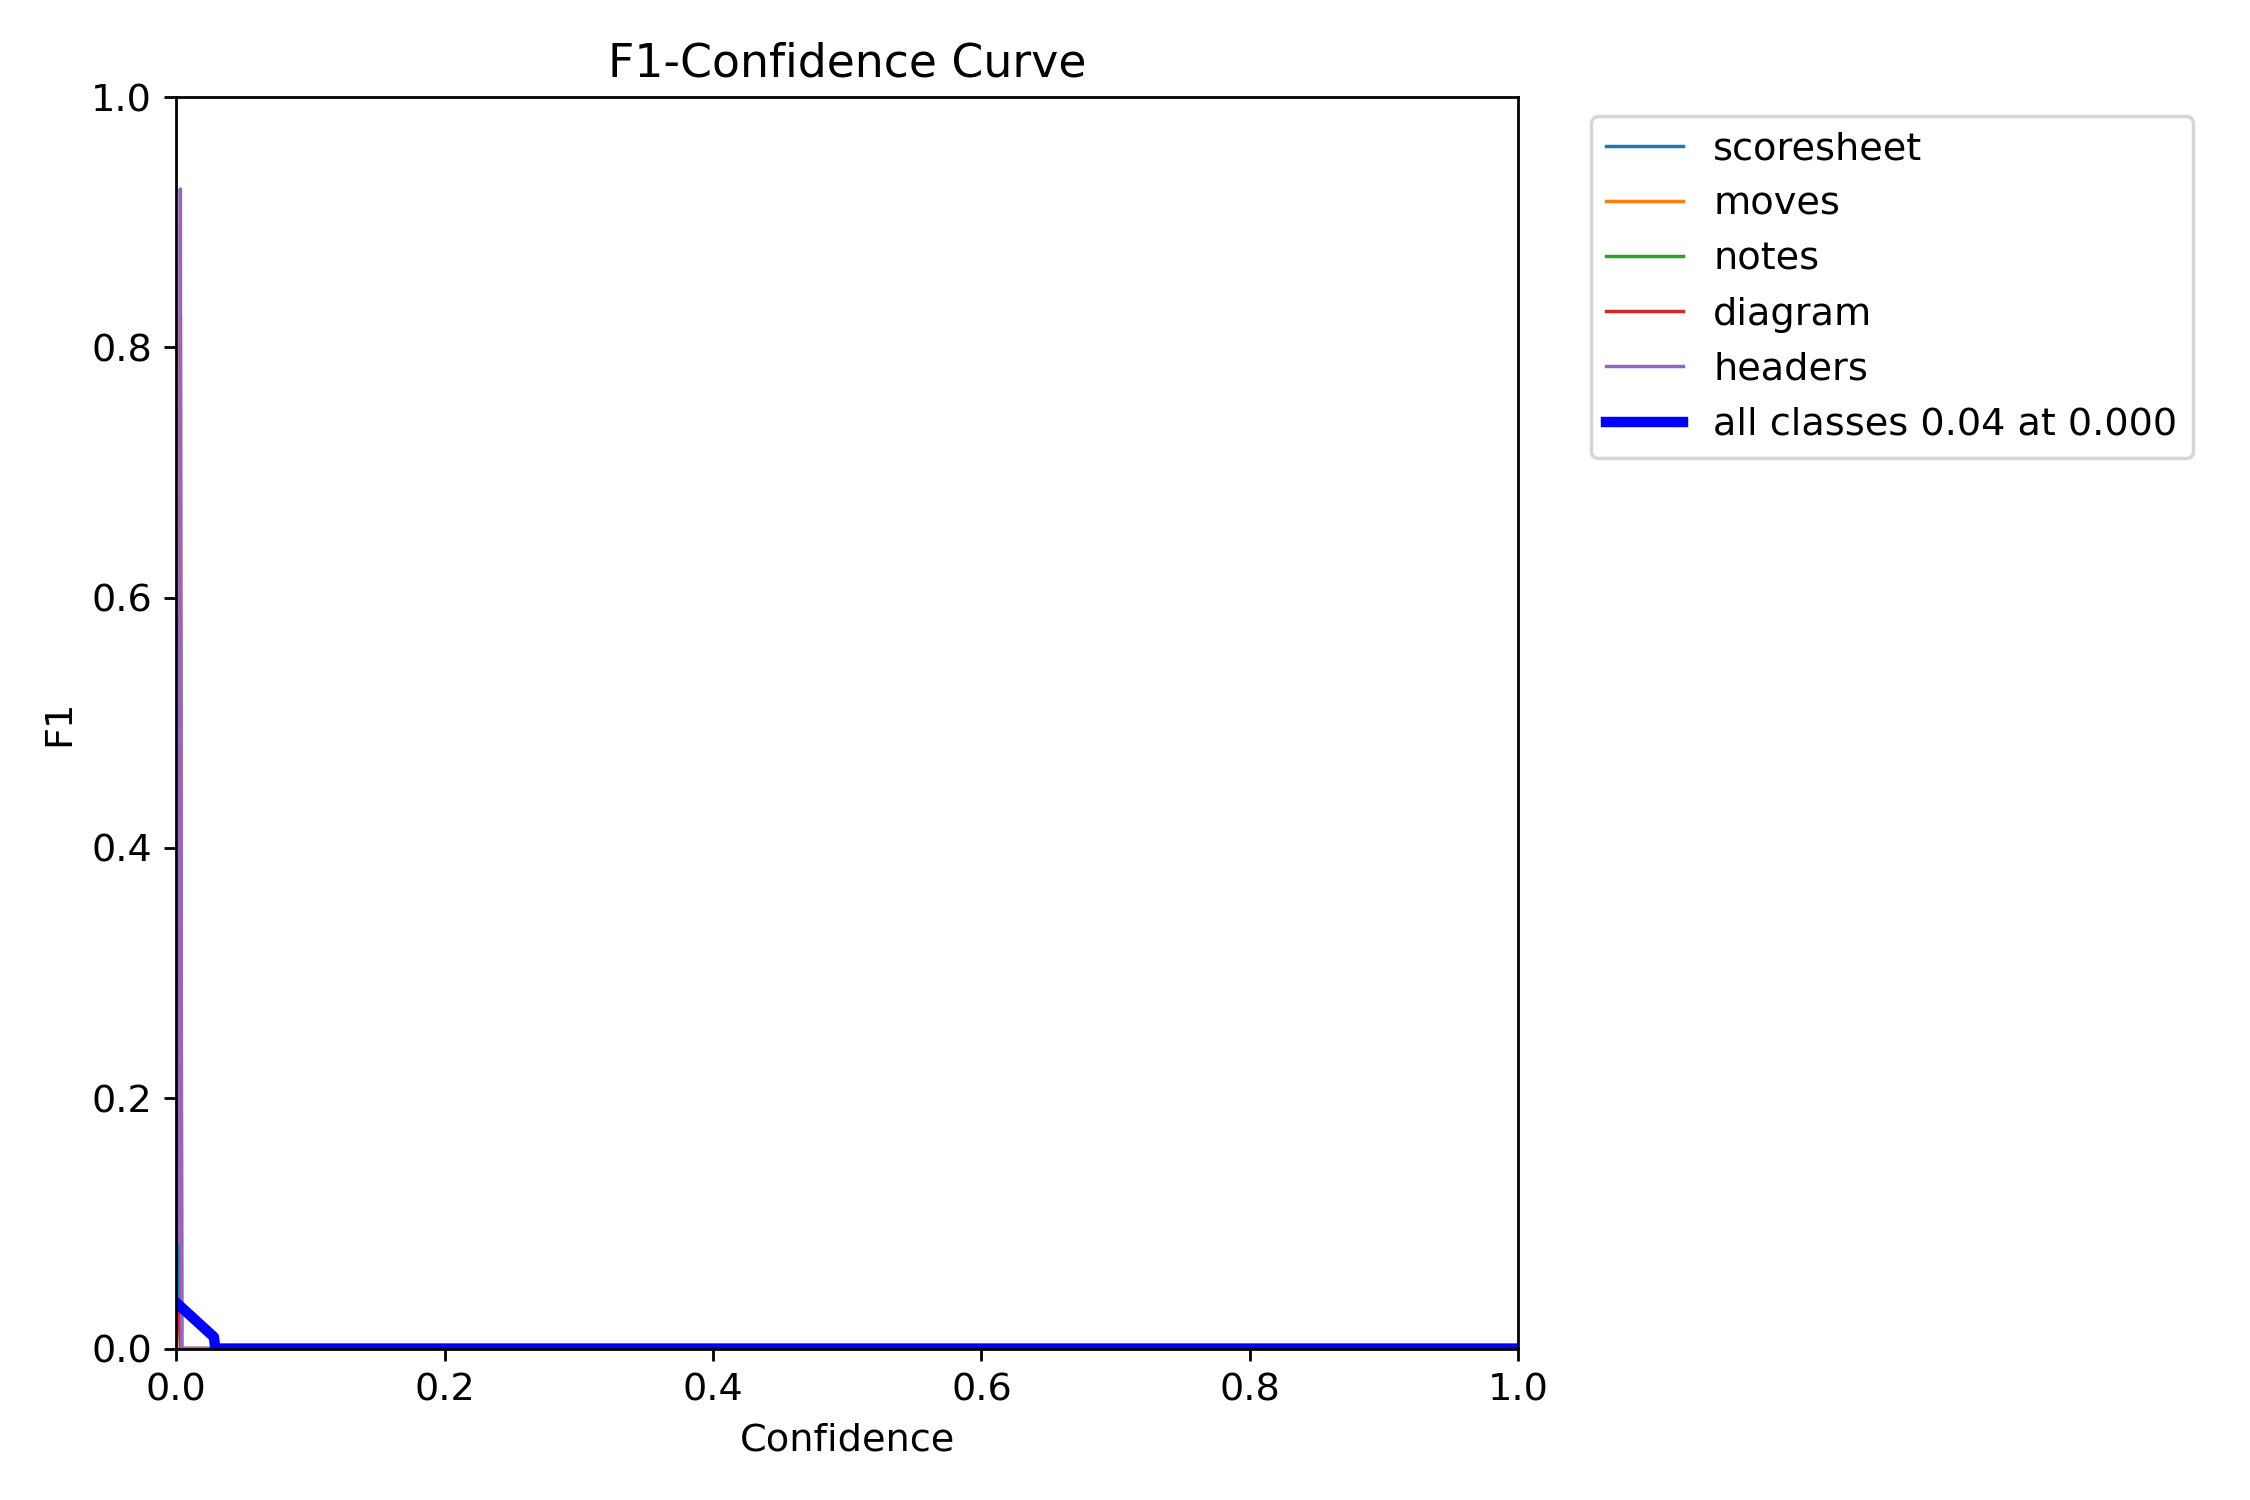 F1-Confidence Curve
1.0
0.8
0.6
0.4
0.2
0.0
F1
0.0 0.2 0.4 0.6 0.8 1.0
Confidence
scoresheet
moves
notes
diagram
headers
all classes 0.04 at 0.000